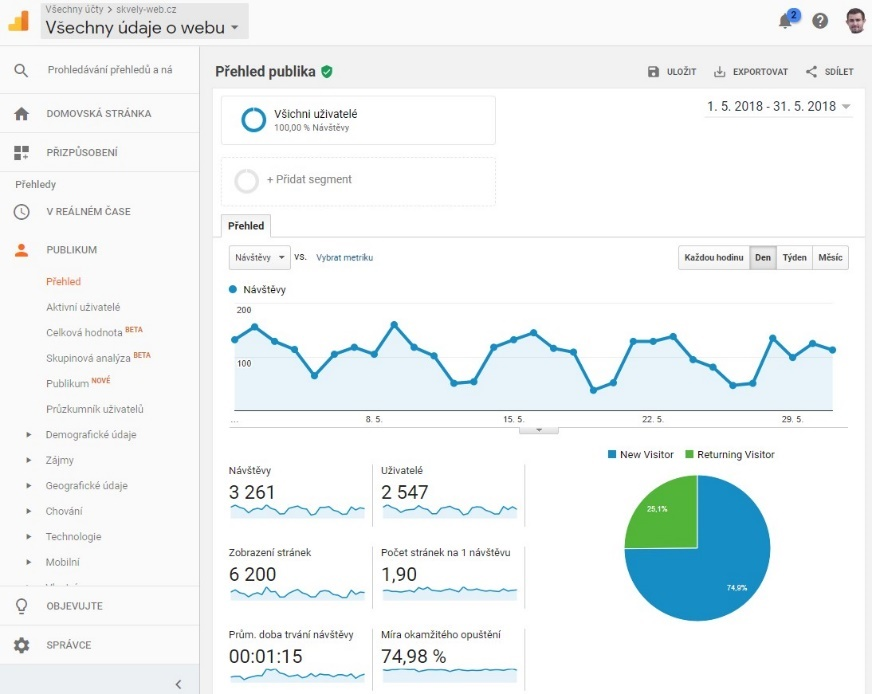 Všechny účty > skvely-web.cz
Všechny údaje o webu
2
Prohledávání přehledů a ná
DOMOVSKÁ STRÁNKA
PŘIZPŮSOBENÍ
Přehledy
V REÁLNÉM ČASE
PUBLIKUM
Přehled
Aktivní uživatelé
Celková hodnota BETA
Skupinová analýza BETA
Publikum NOVÉ
Průzkumník uživatelů
Demografické údaje
Zájmy
Geografické údaje
Chování
Technologie
Mobilní
OBJEVUJTE
SPRÁVCE
Přehled publika
ULOŽIT
EXPORTOVAT
SDÍLET
Všichni uživatelé
100,00 % Návštěvy
1. 5. 2018 - 31. 5. 2018
+ Přidat segment
Přehled
Návštěvy
vs.
Vybrat metriku
Každou hodinu
Den
Týden
Měsíc
Návštěvy
200
100
...
8. 5.
15. 5.
22. 5.
29. 5.
Návštěvy
3 261
Uživatelé
2 547
Zobrazení stránek
6 200
Počet stránek na 1 návštěvu
1,90
Prům. doba trvání návštěvy
00:01:15
Míra okamžitého opuštění
74,98 %
New Visitor
Returning Visitor
25,1%
74,9%